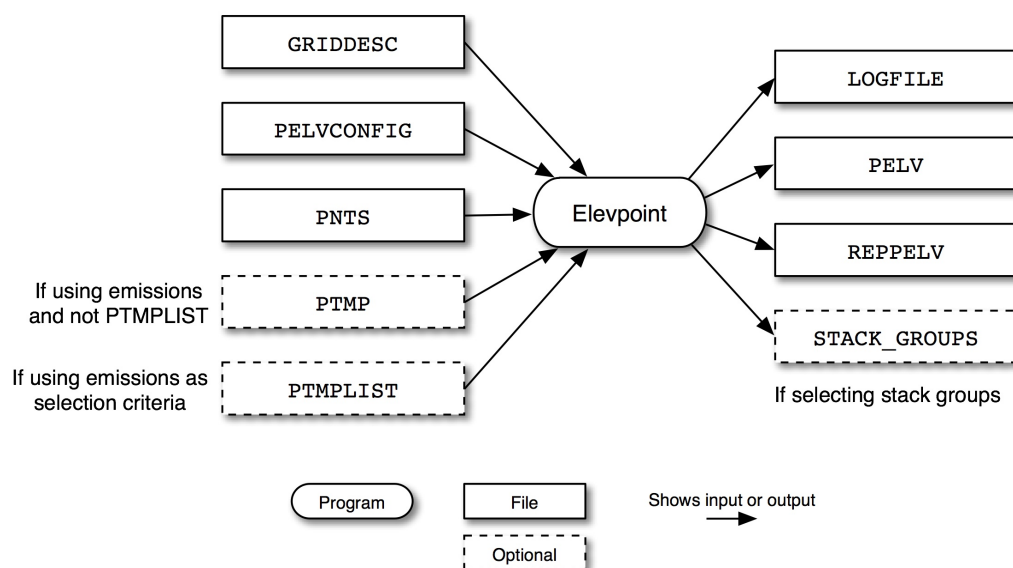 GRIDDESC
PELVCONFIG
PNTS
If using emissions
and not PTMPLIST
PTMP
If using emissions as
selection criteria
PTMPLIST
Elevpoint
LOGFILE
PELV
REPPELV
STACK_GROUPS
If selecting stack groups
Program
File
Shows input or output
Optional